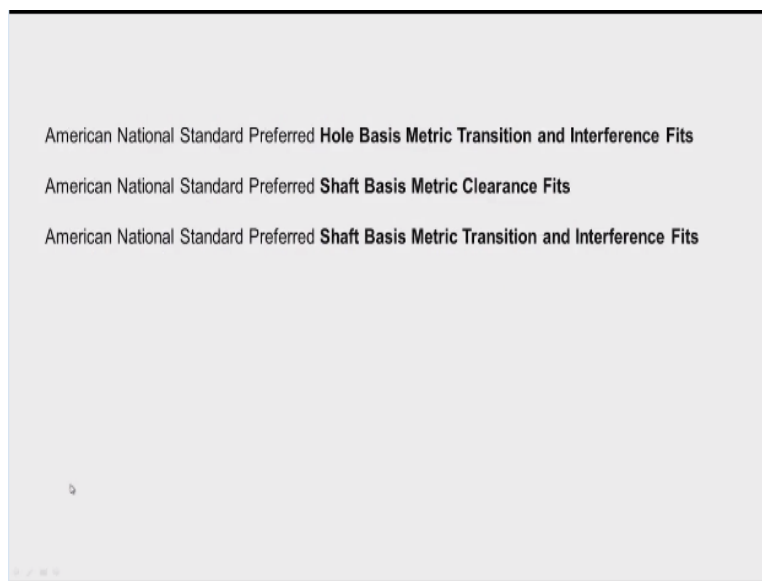 American National Standard Preferred Hole Basis Metric Transition and Interference Fits
American National Standard Preferred Shaft Basis Metric Clearance Fits
American National Standard Preferred Shaft Basis Metric Transition and Interference Fits